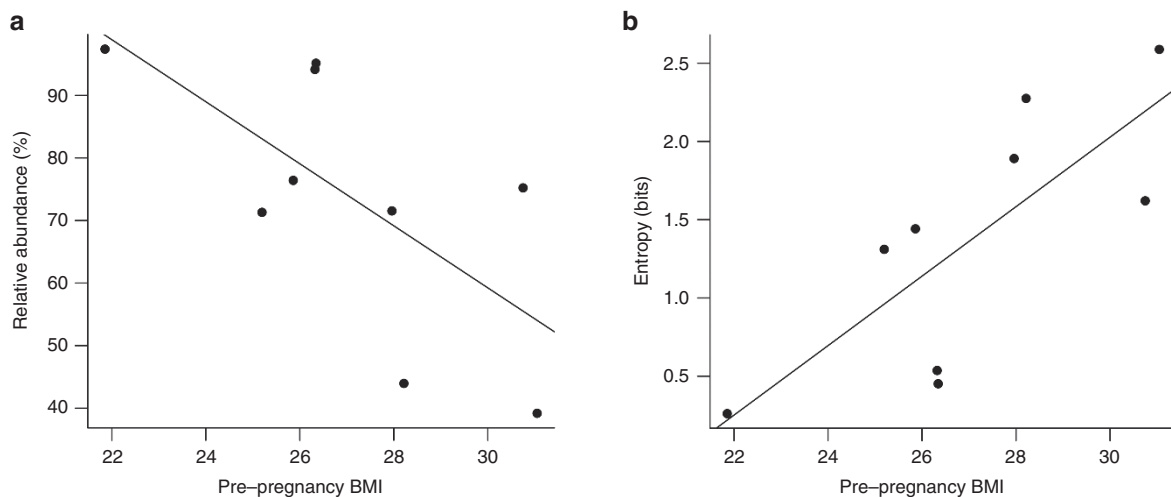 a
Relative abundance (%)
90
80
70
60
50
40
22 24 26 28 30
Pre–pregnancy BMI
b
Entropy (bits)
2.5
2.0
1.5
1.0
0.5
22 24 26 28 30
Pre–pregnancy BMI